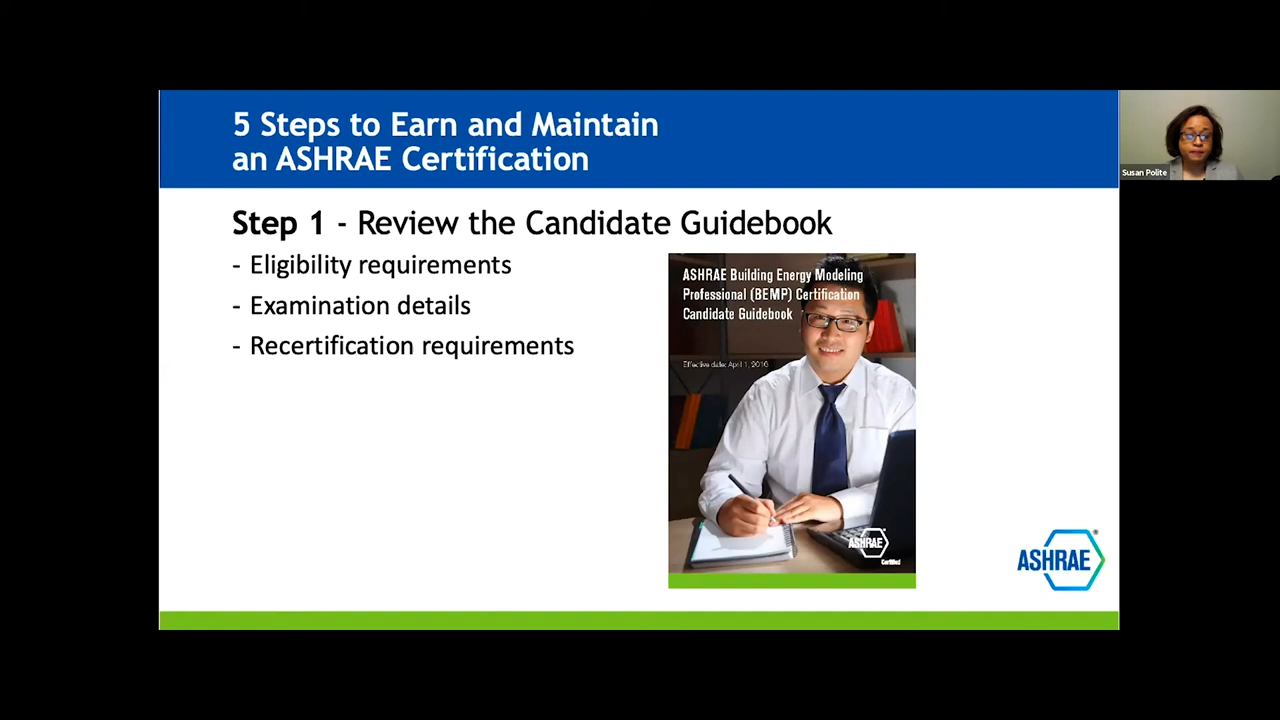 5 Steps to Earn and Maintain
an ASHRAE Certification
Susan Polite
Step 1 - Review the Candidate Guidebook
- Eligibility requirements
- Examination details
- Recertification requirements
ASHRAE Building Energy Modeling
Professional (BEMP) Certification
Candidate Guidebook
Effective date: April 1, 2016
ASHRAE
Certified
ASHRAE®